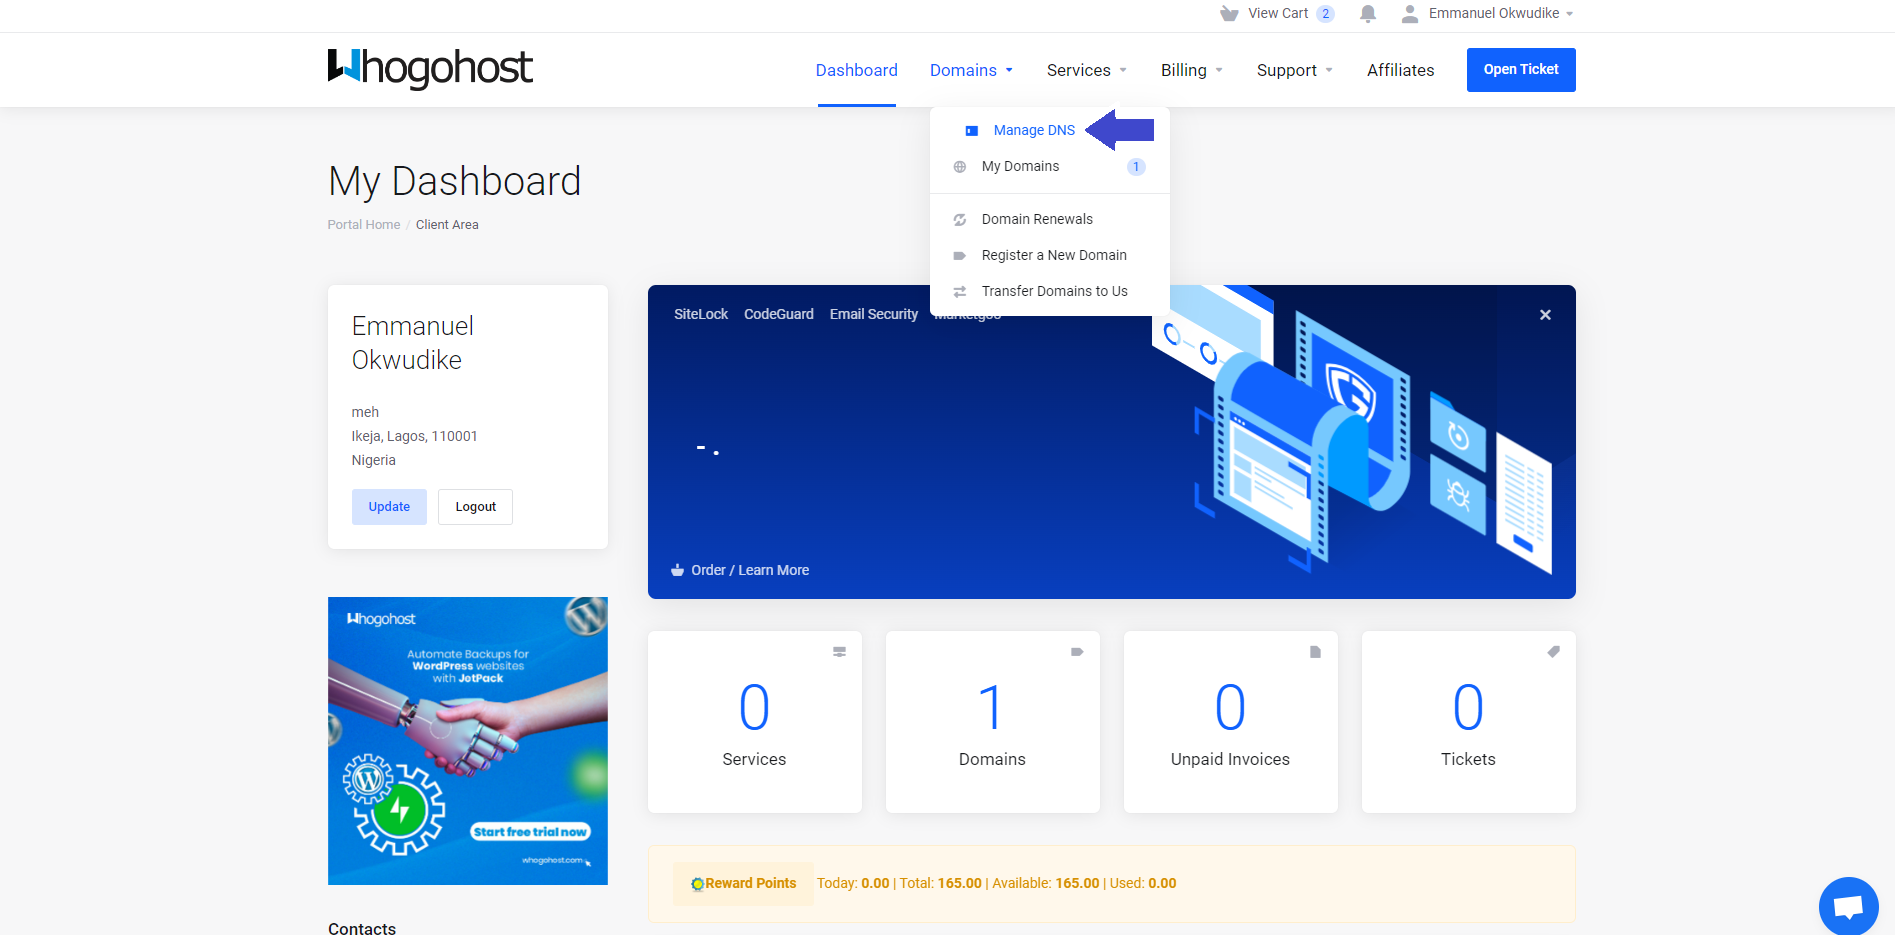 View Cart 2
Emmanuel Okwudike
Whogohost
Dashboard
Domains
Services
Billing
Support
Affiliates
Open Ticket
Manage DNS
My Domains 1
Domain Renewals
Register a New Domain
Transfer Domains to Us
My Dashboard
Portal Home / Client Area
Emmanuel
Okwudike
meh
Ikeja, Lagos, 110001
Nigeria
Update
Logout
SiteLock
CodeGuard
Email Security
- .
Order / Learn More
Whogohost
Automate Backups for
WordPress websites
with JetPack
Start free trial now
whogohost.com
0
Services
1
Domains
0
Unpaid Invoices
0
Tickets
Reward Points Today: 0.00 | Total: 165.00 | Available: 165.00 | Used: 0.00
Contacts